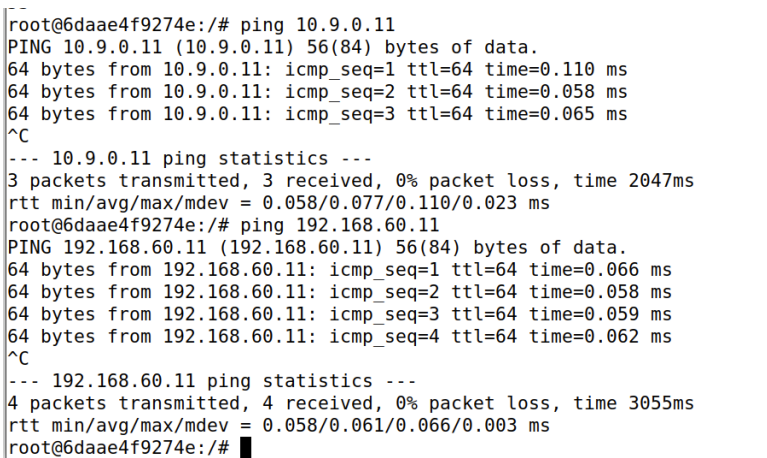 root@6daae4f9274e:/# ping 10.9.0.11
PING 10.9.0.11 (10.9.0.11) 56(84) bytes of data.
64 bytes from 10.9.0.11: icmp_seq=1 ttl=64 time=0.110 ms
64 bytes from 10.9.0.11: icmp_seq=2 ttl=64 time=0.058 ms
64 bytes from 10.9.0.11: icmp_seq=3 ttl=64 time=0.065 ms
^C
--- 10.9.0.11 ping statistics ---
3 packets transmitted, 3 received, 0% packet loss, time 2047ms
rtt min/avg/max/mdev = 0.058/0.077/0.110/0.023 ms
root@6daae4f9274e:/# ping 192.168.60.11
PING 192.168.60.11 (192.168.60.11) 56(84) bytes of data.
64 bytes from 192.168.60.11: icmp_seq=1 ttl=64 time=0.066 ms
64 bytes from 192.168.60.11: icmp_seq=2 ttl=64 time=0.058 ms
64 bytes from 192.168.60.11: icmp_seq=3 ttl=64 time=0.059 ms
64 bytes from 192.168.60.11: icmp_seq=4 ttl=64 time=0.062 ms
^C
--- 192.168.60.11 ping statistics ---
4 packets transmitted, 4 received, 0% packet loss, time 3055ms
rtt min/avg/max/mdev = 0.058/0.061/0.066/0.003 ms
root@6daae4f9274e:/#